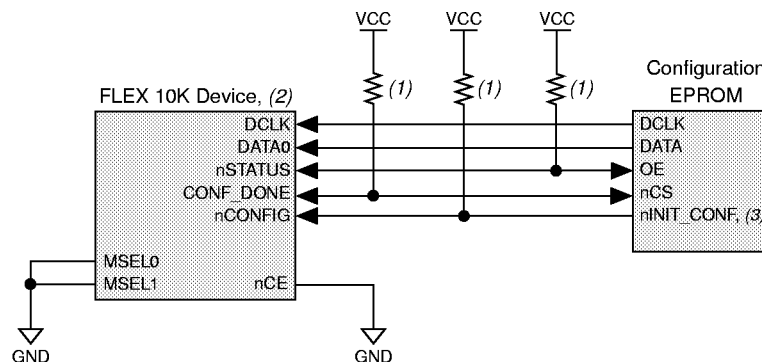 VCC VCC VCC
(1) (1) (1)
Configuration
EPROM
FLEX 10K Device, (2)
DCLK
DATA0
nSTATUS
CONF_DONE
nCONFIG
MSEL0
MSEL1
nCE
DCLK
DATA
OE
nCS
nINIT_CONF, (3)
GND
GND